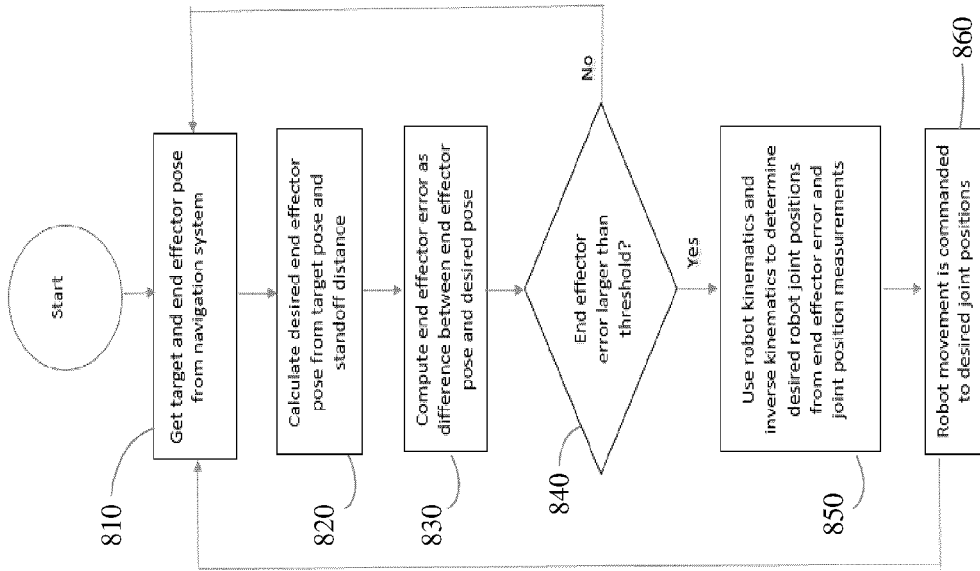 Start
810
Get target and end effector pose
from navigation system
820
Calculate desired end effector
pose from target pose and
standoff distance
830
Compute end effector error as
difference between end effector
pose and desired pose
840
End effector
error larger than
threshold?
No
Yes
850
Use robot kinematics and
inverse kinematics to determine
desired robot joint positions
from end effector error and
joint position measurements
860
Robot movement is commanded
to desired joint positions